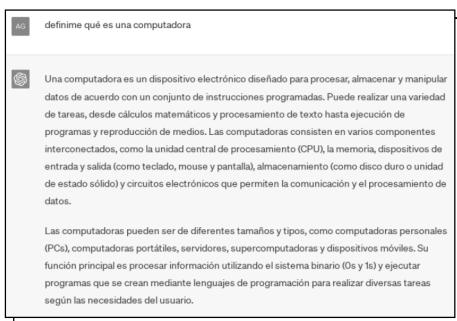 AG definime qué es una computadora
Una computadora es un dispositivo electrónico diseñado para procesar, almacenar y manipular
datos de acuerdo con un conjunto de instrucciones programadas. Puede realizar una variedad
de tareas, desde cálculos matemáticos y procesamiento de texto hasta ejecución de
programas y reproducción de medios. Las computadoras consisten en varios componentes
interconectados, como la unidad central de procesamiento (CPU), la memoria, dispositivos de
entrada y salida (como teclado, mouse y pantalla), almacenamiento (como disco duro o unidad
de estado sólido) y circuitos electrónicos que permiten la comunicación y el procesamiento de
datos.
Las computadoras pueden ser de diferentes tamaños y tipos, como computadoras personales
(PCs), computadoras portátiles, servidores, supercomputadoras y dispositivos móviles. Su
función principal es procesar información utilizando el sistema binario (0s y 1s) y ejecutar
programas que se crean mediante lenguajes de programación para realizar diversas tareas
según las necesidades del usuario.